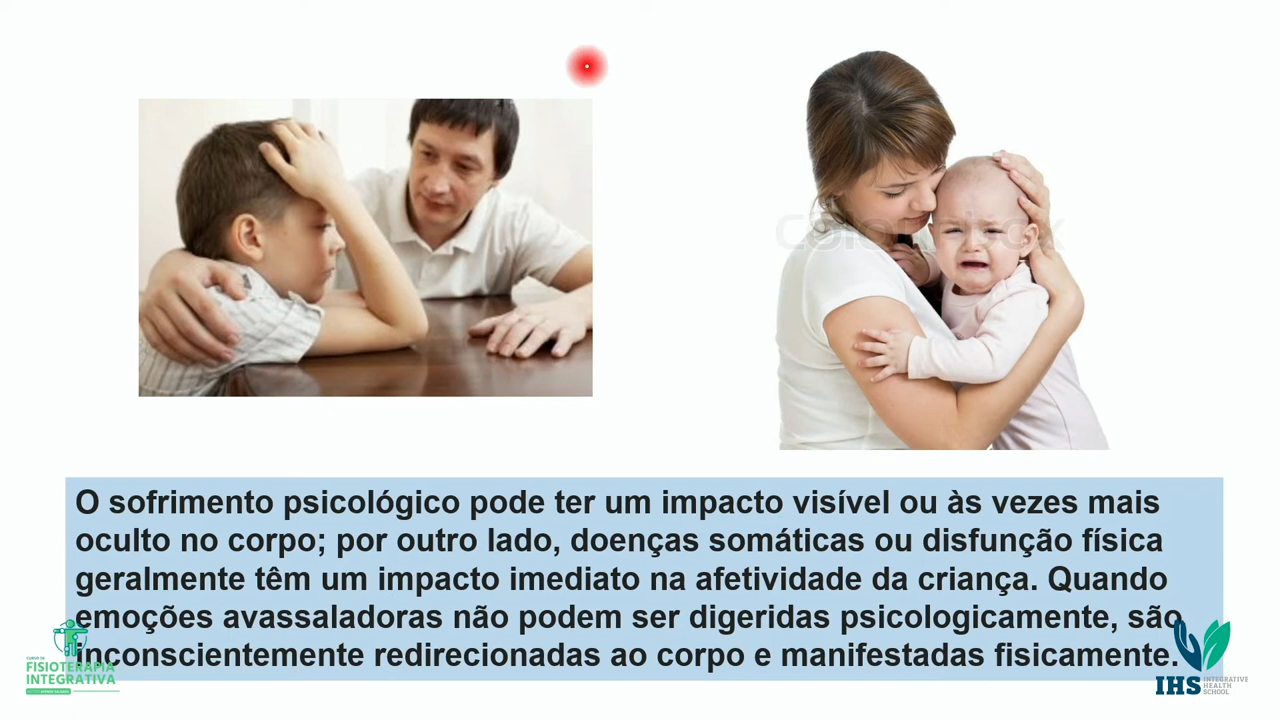 O sofrimento psicológico pode ter um impacto visível ou às vezes mais
oculto no corpo; por outro lado, doenças somáticas ou disfunção física
geralmente têm um impacto imediato na afetividade da criança. Quando
emoções avassaladoras não podem ser digeridas psicologicamente, são
inconscientemente redirecionadas ao corpo e manifestadas fisicamente.
FISIOTERAPIA
INTEGRATIVA
IHS
INTEGRATIVE
HEALTH
SCHOOL